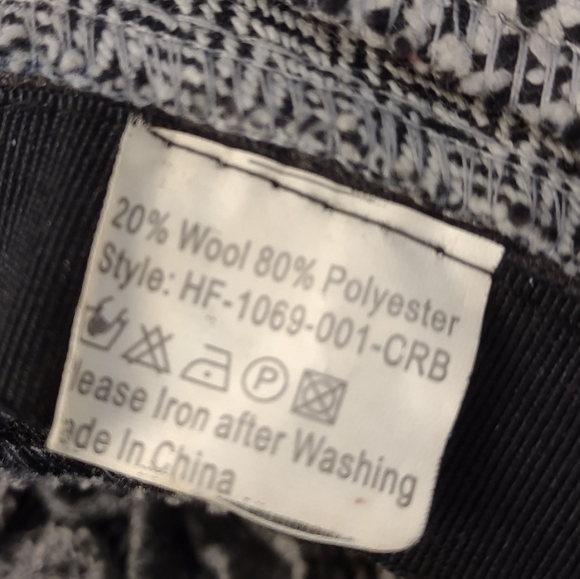 20% Wool 80% Polyester
Style: HF-1069-001-CRB
P
lease Iron after Washing
ade In China